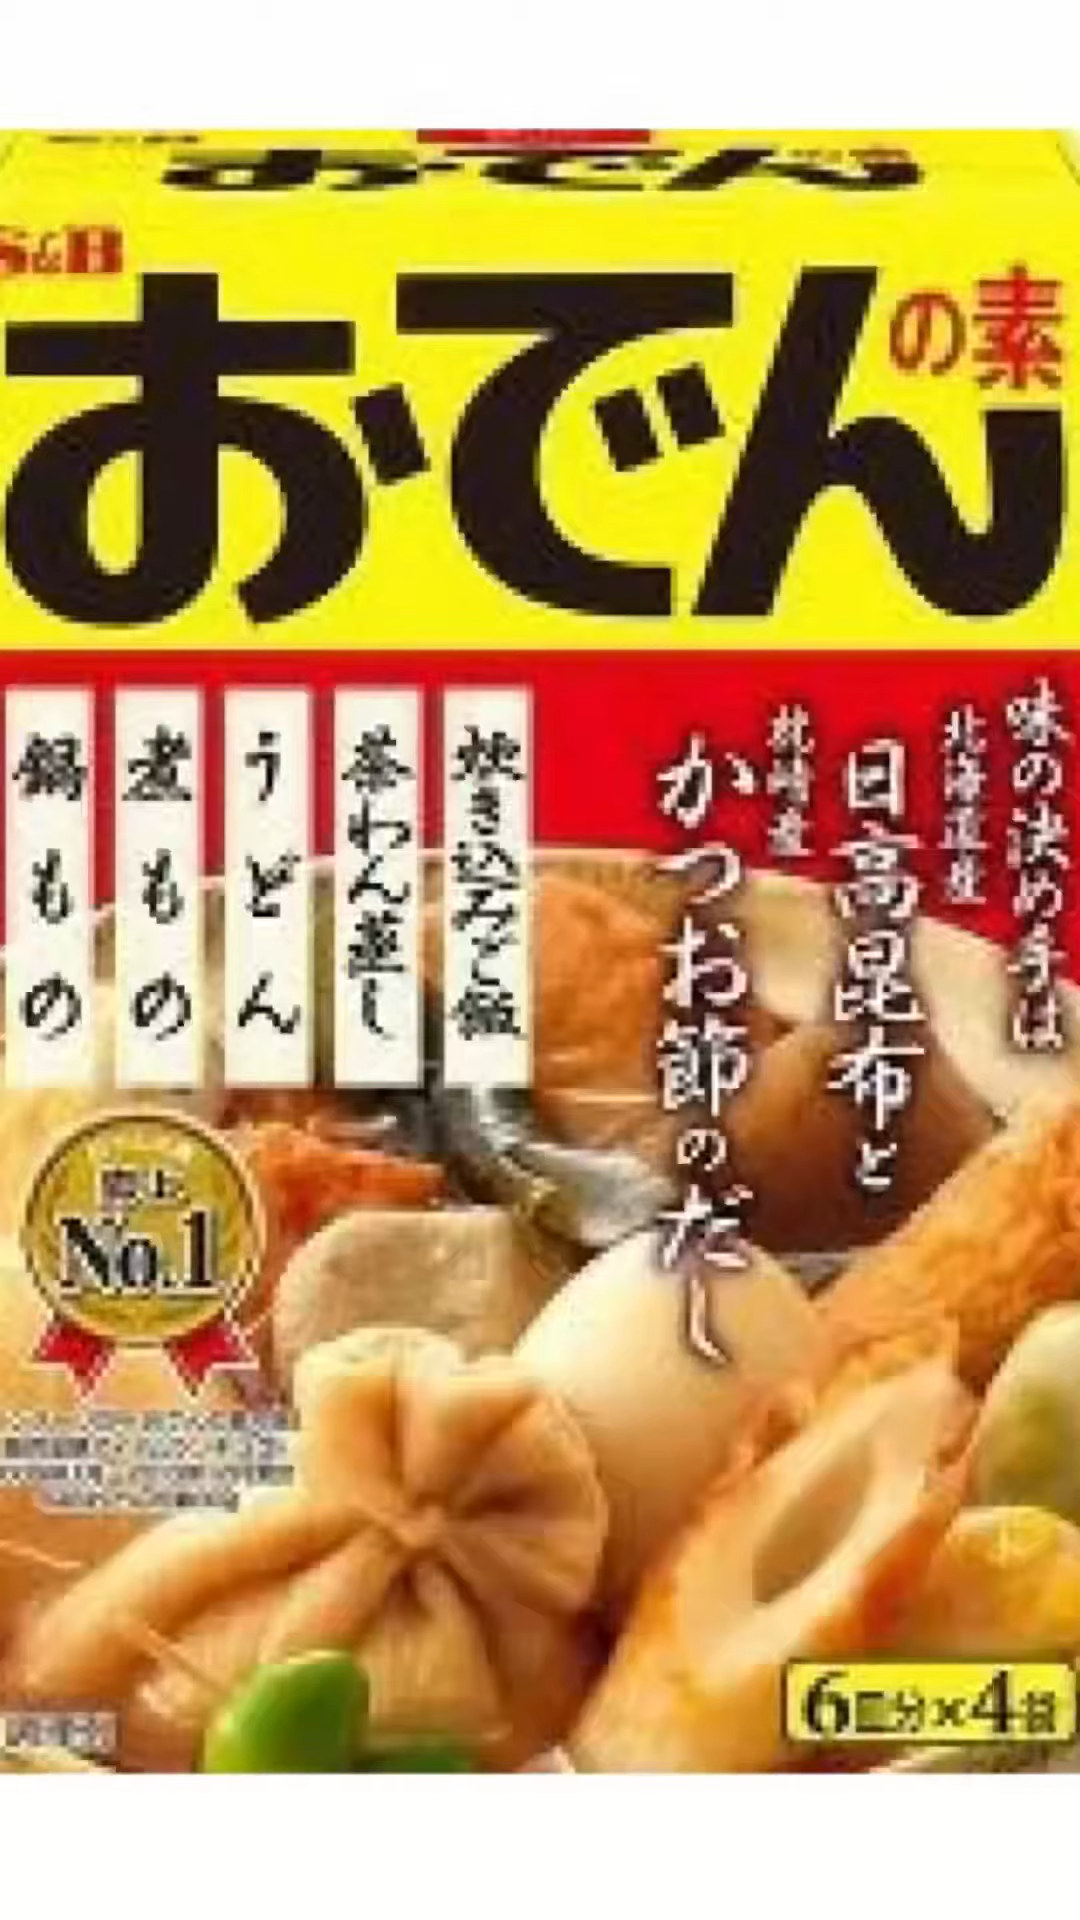 おでん
S&B
おでん
の素
味の決め手は
北海道産
日高昆布と
枕崎産
かつお節のだし
炊き込みご飯
茶わん蒸し
うどん
煮もの
鍋もの
売上
No.1
6皿分×4袋